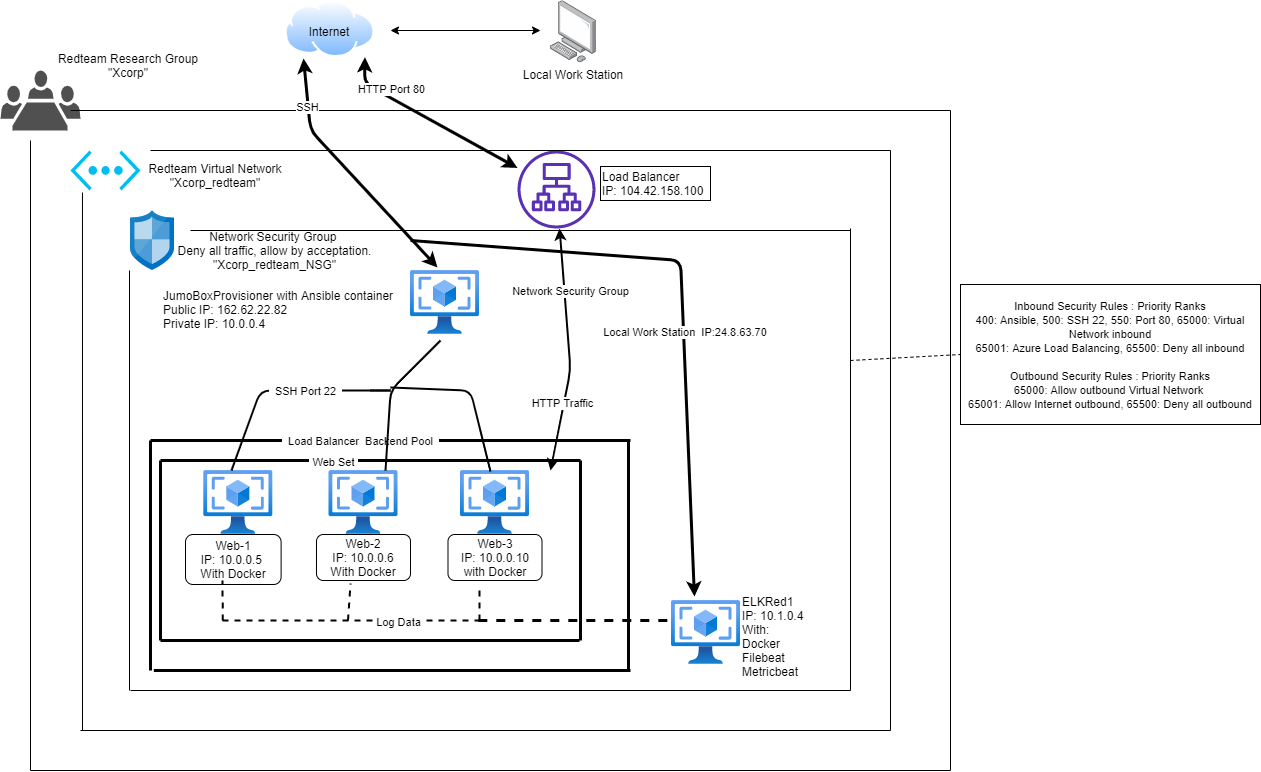 Internet
Local Work Station
Redteam Research Group
"Xcorp"
HTTP Port 80
SSH
Redteam Virtual Network
"Xcorp_redteam"
Load Balancer
IP: 104.42.158.100
Network Security Group
Deny all traffic, allow by acceptation.
"Xcorp_redteam_NSG"
JumoBoxProvisioner with Ansible container
Public IP: 162.62.22.82
Private IP: 10.0.0.4
Network Security Group
Local Work Station IP:24.8.63.70
Inbound Security Rules : Priority Ranks
400: Ansible, 500: SSH 22, 550: Port 80, 65000: Virtual
Network inbound
65001: Azure Load Balancing, 65500: Deny all inbound
Outbound Security Rules : Priority Ranks
65000: Allow outbound Virtual Network
65001: Allow Internet outbound, 65500: Deny all outbound
SSH Port 22
HTTP Traffic
Load Balancer Backend Pool
Web Set
Web-1
IP: 10.0.0.5
With Docker
Web-2
IP: 10.0.0.6
With Docker
Web-3
IP: 10.0.0.10
with Docker
Log Data
ELKRed1
IP: 10.1.0.4
With:
Docker
Filebeat
Metricbeat